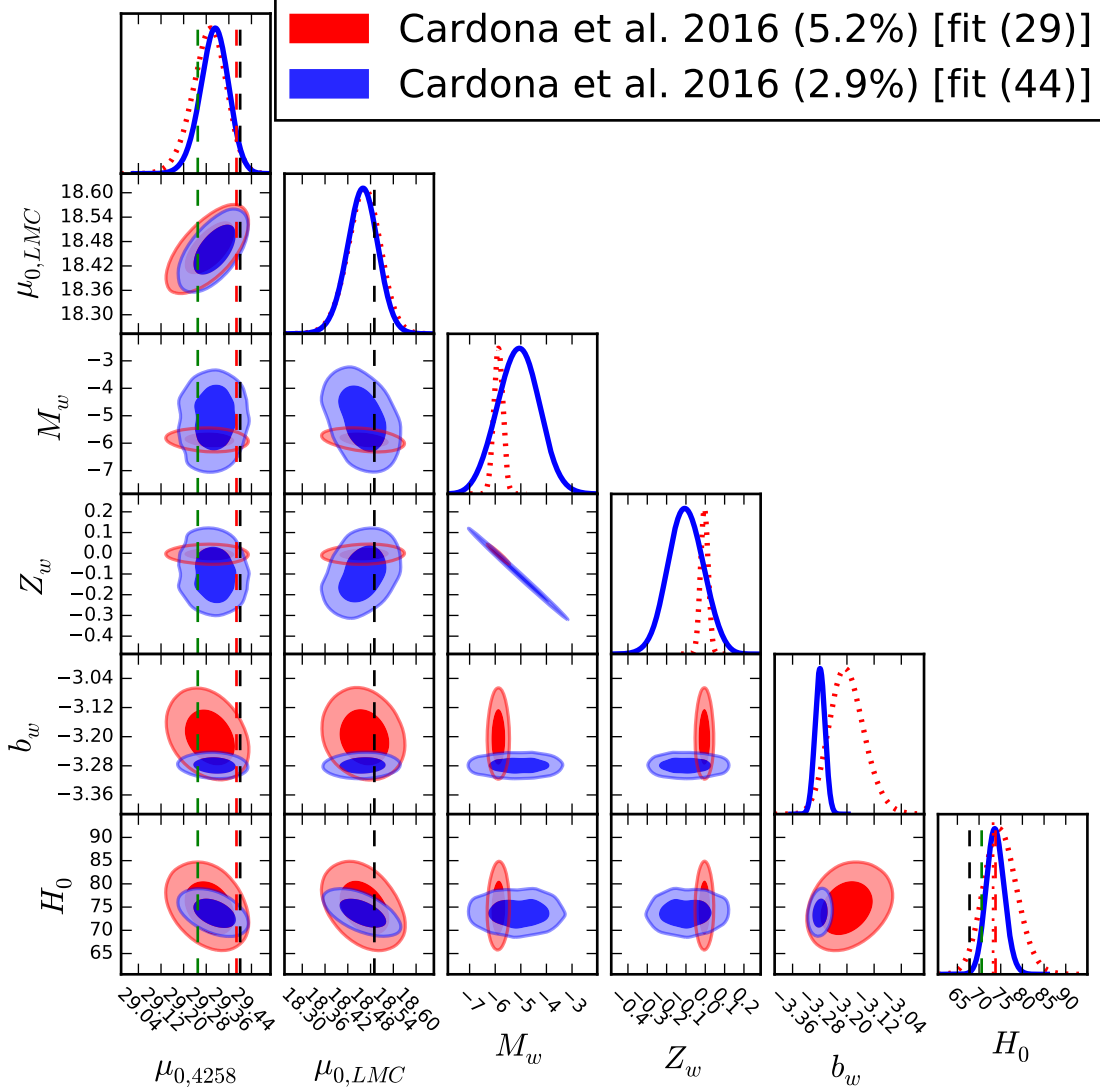 Cardona et al. 2016 (5.2%) [fit (29)]
Cardona et al. 2016 (2.9%) [fit (44)]
18.60
18.54
18.48
18.42
18.36
18.30
μ0,LMC
−3
−4
−5
−6
−7
Mw
0.2
0.1
0.0
−0.1
−0.2
−0.3
−0.4
Zw
−3.04
−3.12
−3.20
−3.28
−3.36
bw
90
85
80
75
70
65
H0
29.04 29.12 29.20 29.28 29.36 29.44
18.30 18.36 18.42 18.48 18.54 18.60
−7 −6 −5 −4 −3
−0.4 −0.3 −0.2 −0.1 0.0 0.1 0.2
−3.36 −3.28 −3.20 −3.12 −3.04
65 70 75 80 85 90
μ0,4258 μ0,LMC Mw Zw bw H0